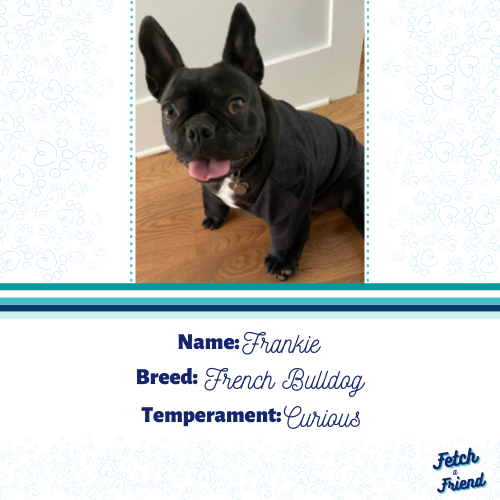 Name: Frankie
Breed: French Bulldog
Temperament: Curious
Fetch
a
Friend